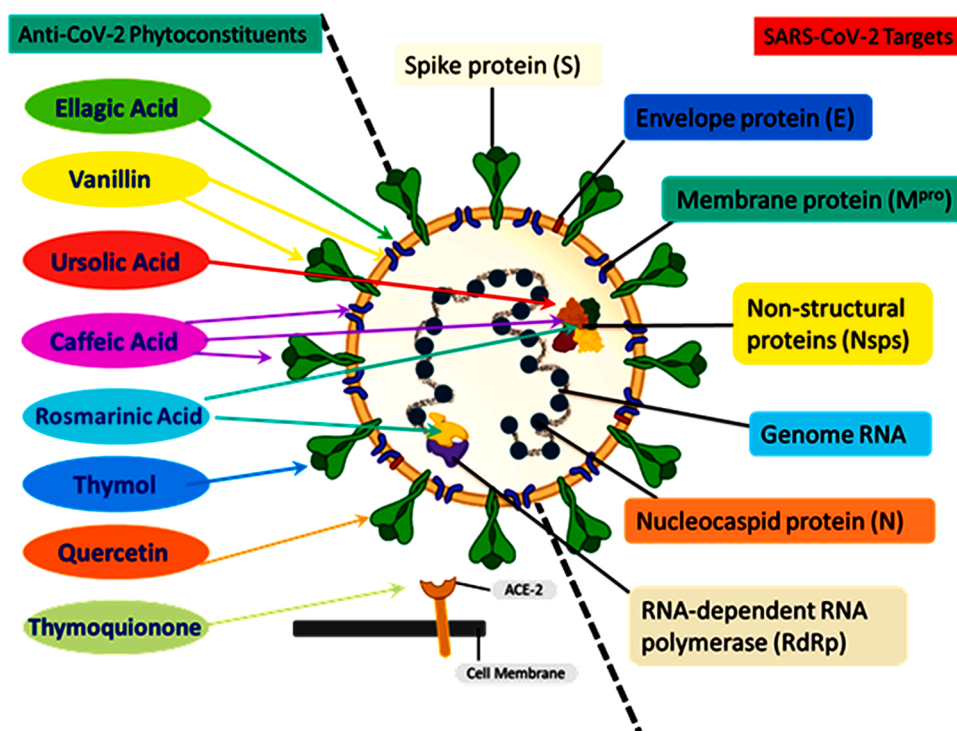 Anti-CoV-2 Phytoconstituents
SARS-CoV-2 Targets
Spike protein (S)
Ellagic Acid
Envelope protein (E)
Vanillin
Membrane protein (Mpro)
Ursolic Acid
Non-structural
proteins (Nsps)
Caffeic Acid
Rosmarinic Acid
Genome RNA
Thymol
Nucleocaspid protein (N)
Quercetin
ACE-2
RNA-dependent RNA
polymerase (RdRp)
Thymoquionone
Cell Membrane